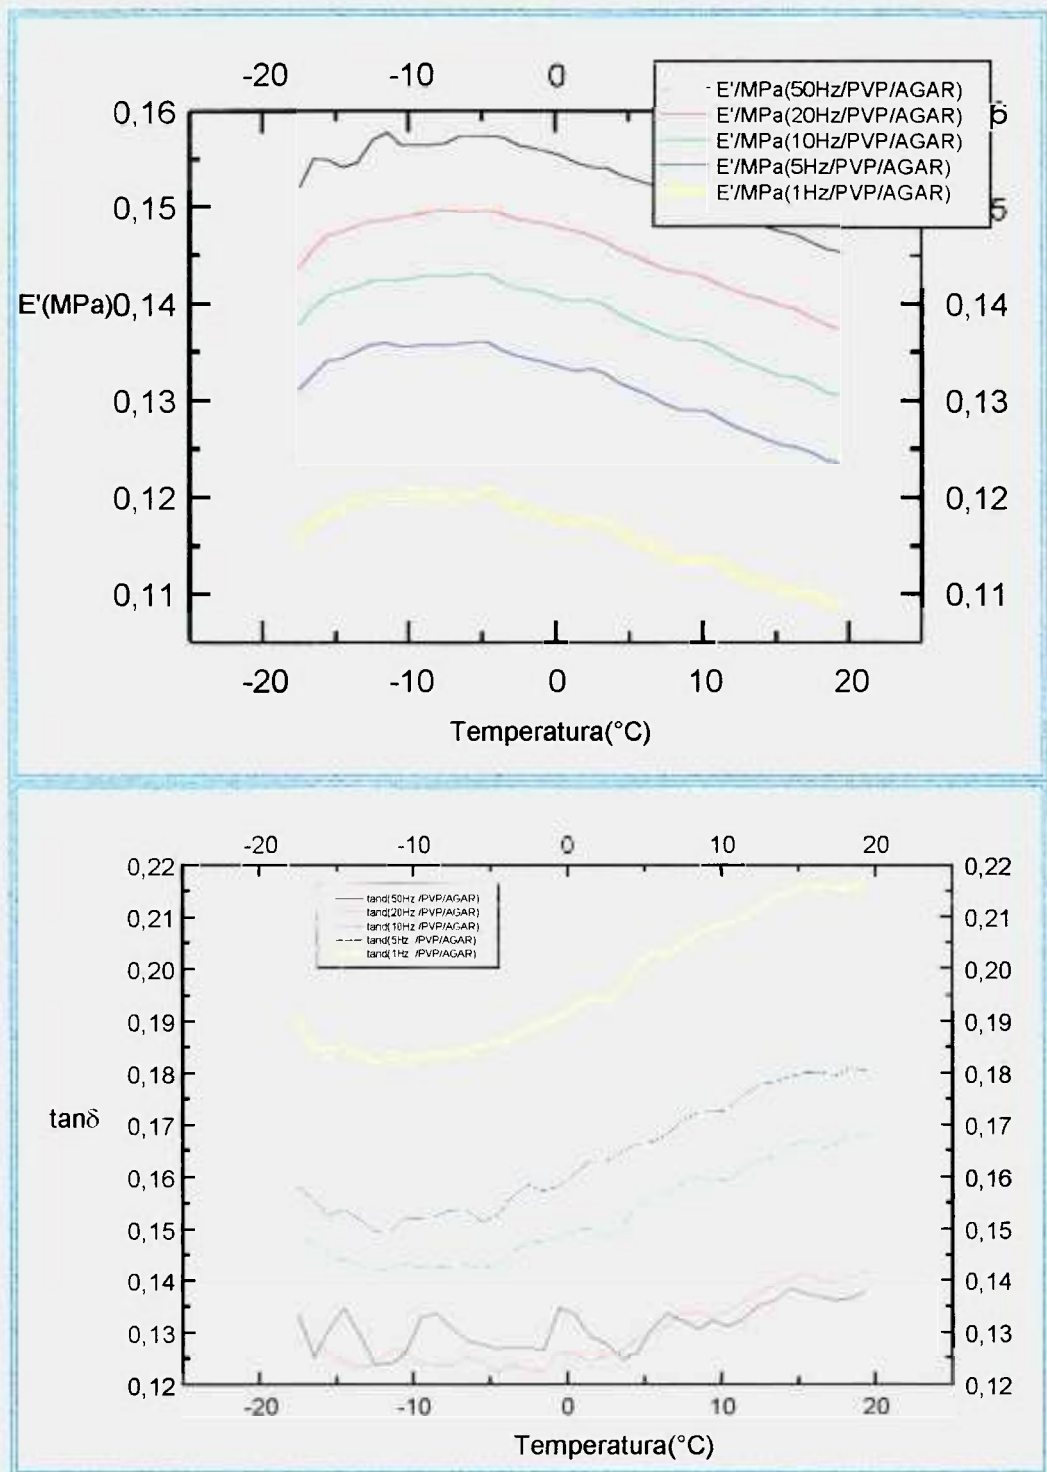 -20 -10 0
E'/MPa(50Hz/PVP/AGAR)
E'/MPa(20Hz/PVP/AGAR)
E'/MPa(10Hz/PVP/AGAR)
E'/MPa(5Hz/PVP/AGAR)
E'/MPa(1Hz/PVP/AGAR)
0,16
0,15
E'(MPa) 0,14 0,14
0,13 0,13
0,12 0,12
0,11 0,11
-20 -10 0 10 20
Temperatura(°C)
-20 -10 0 10 20
0,22 0,22
tand(50Hz /PVP/AGAR)
tand(20Hz /PVP/AGAR)
tand(10Hz /PVP/AGAR)
tand(5Hz /PVP/AGAR)
tand(1Hz /PVP/AGAR)
0,21 0,21
0,20 0,20
0,19 0,19
0,18 0,18
tanδ
0,17 0,17
0,16 0,16
0,15 0,15
0,14 0,14
0,13 0,13
0,12 0,12
-20 -10 0 10 20
Temperatura(°C)